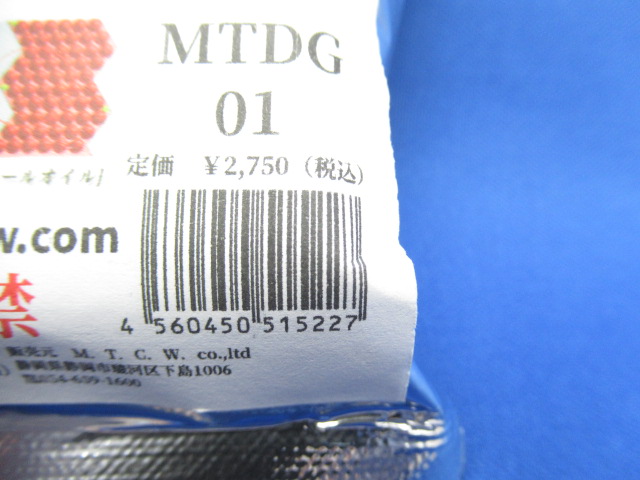 MTDG
01
定価 ¥2,750 (税込)
ールオイル/
w.com
禁
4 560450 515227
販売元 M. T. C. W. co.,ltd
静岡県静岡市駿河区下島1006